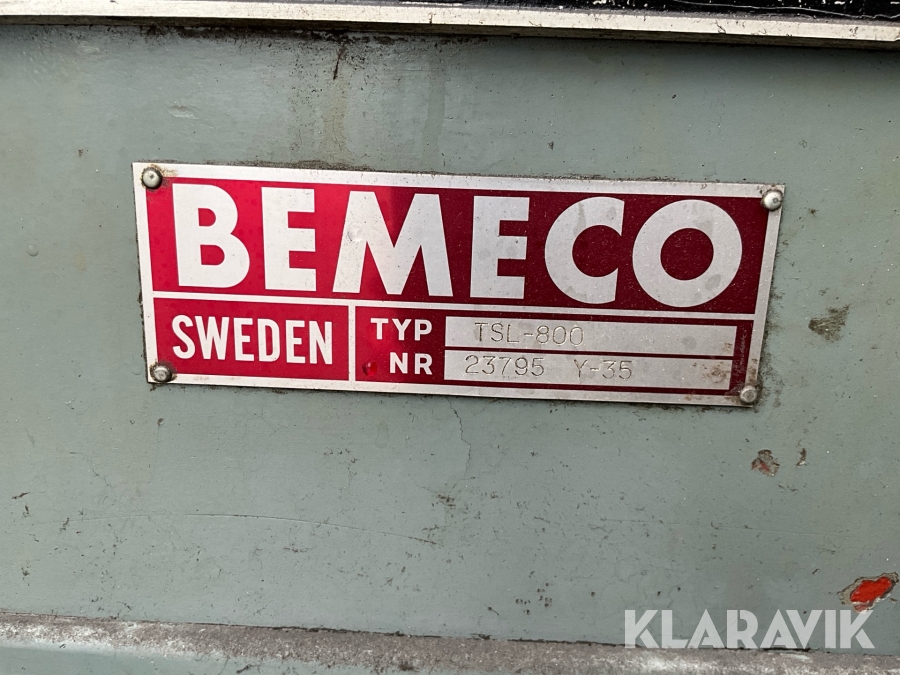 BEMECO
SWEDEN
TYP TSL-800
NR 23795 Y-35
KLARAVIK